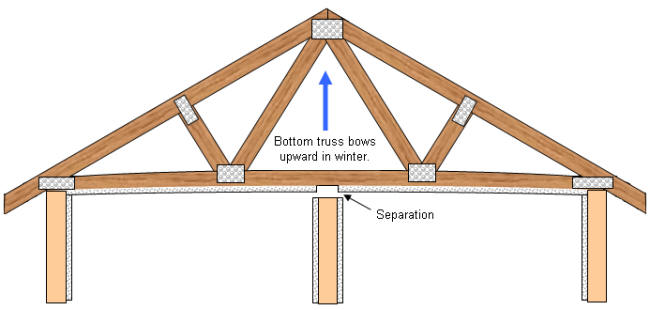 Bottom truss bows
upward in winter.
Separation